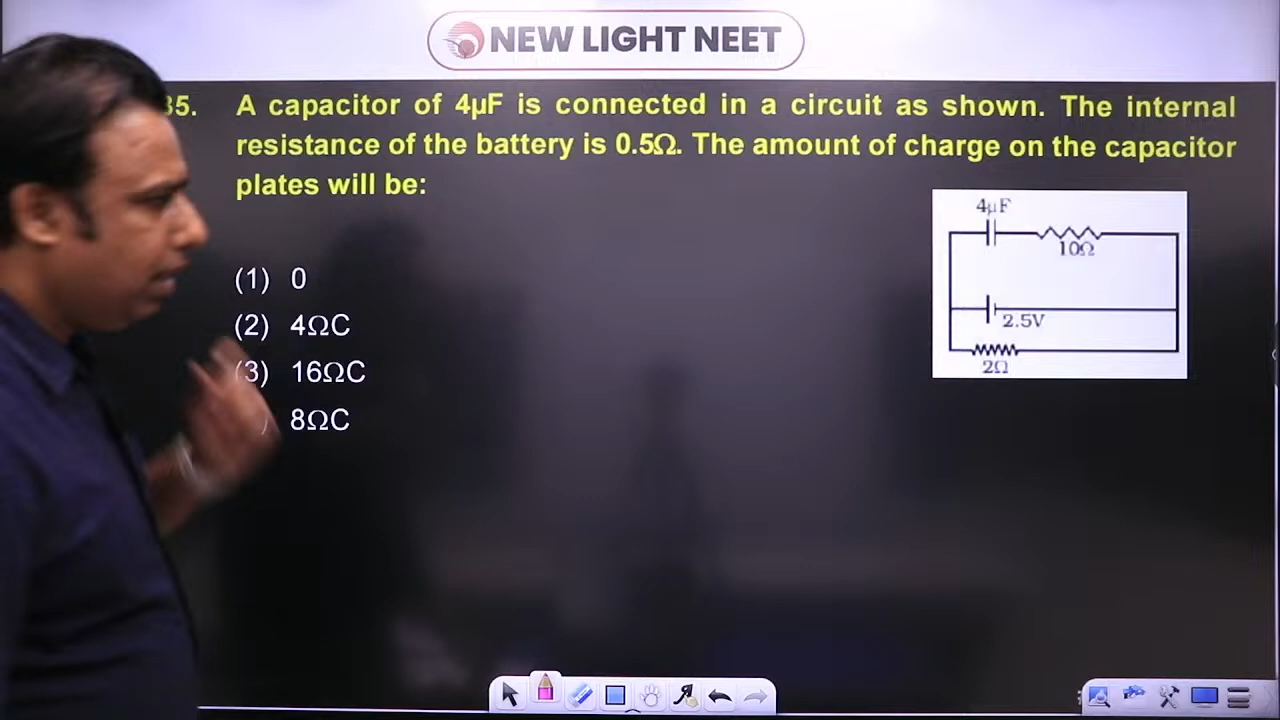 NEW LIGHT NEET
35. A capacitor of 4µF is connected in a circuit as shown. The internal
resistance of the battery is 0.5Ω. The amount of charge on the capacitor
plates will be:
4µF
10Ω
2.5V
2Ω
(1) 0
(2) 4ΩC
(3) 16ΩC
) 8ΩC